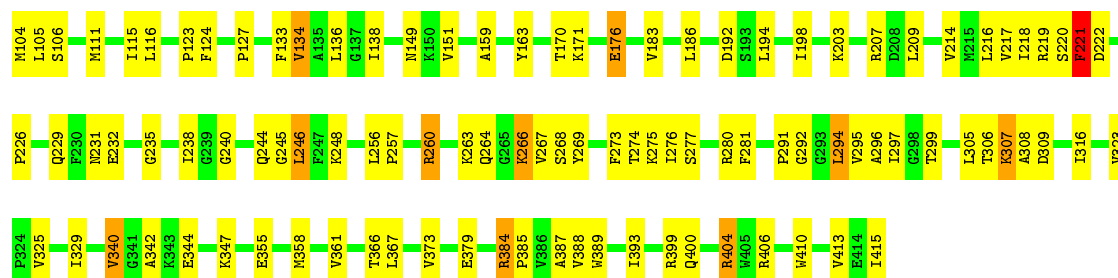 M104 L105 S106 M111 I115 L116 P123 F124 P127 F133 V134 A135 L136 G137 I138 N149 K150 V151 A159 Y163 T170 K171 E176 V183 L186 D192 S193 L194 I198 K203 R207 D208 L209 V214 M215 L216 V217 I218 R219 S220 F221 D222
P226 Q229 F230 N231 E232 G235 I238 G239 G240 Q244 G245 L246 F247 K248 L256 P257 R260 K263 Q264 G265 K266 V267 S268 Y269 F273 T274 K275 I276 S277 R280 F281 P291 G292 G293 L294 V295 A296 I297 G298 T299 L305 T306 K307 A308 D309 I316
P324 V325 I329 V340 G341 A342 K343 E344 K347 E355 M358 V361 T366 L367 V373 E379 R384 P385 V386 A387 V388 W389 I393 R399 Q400 R404 W405 R406 W410 V413 E414 I415